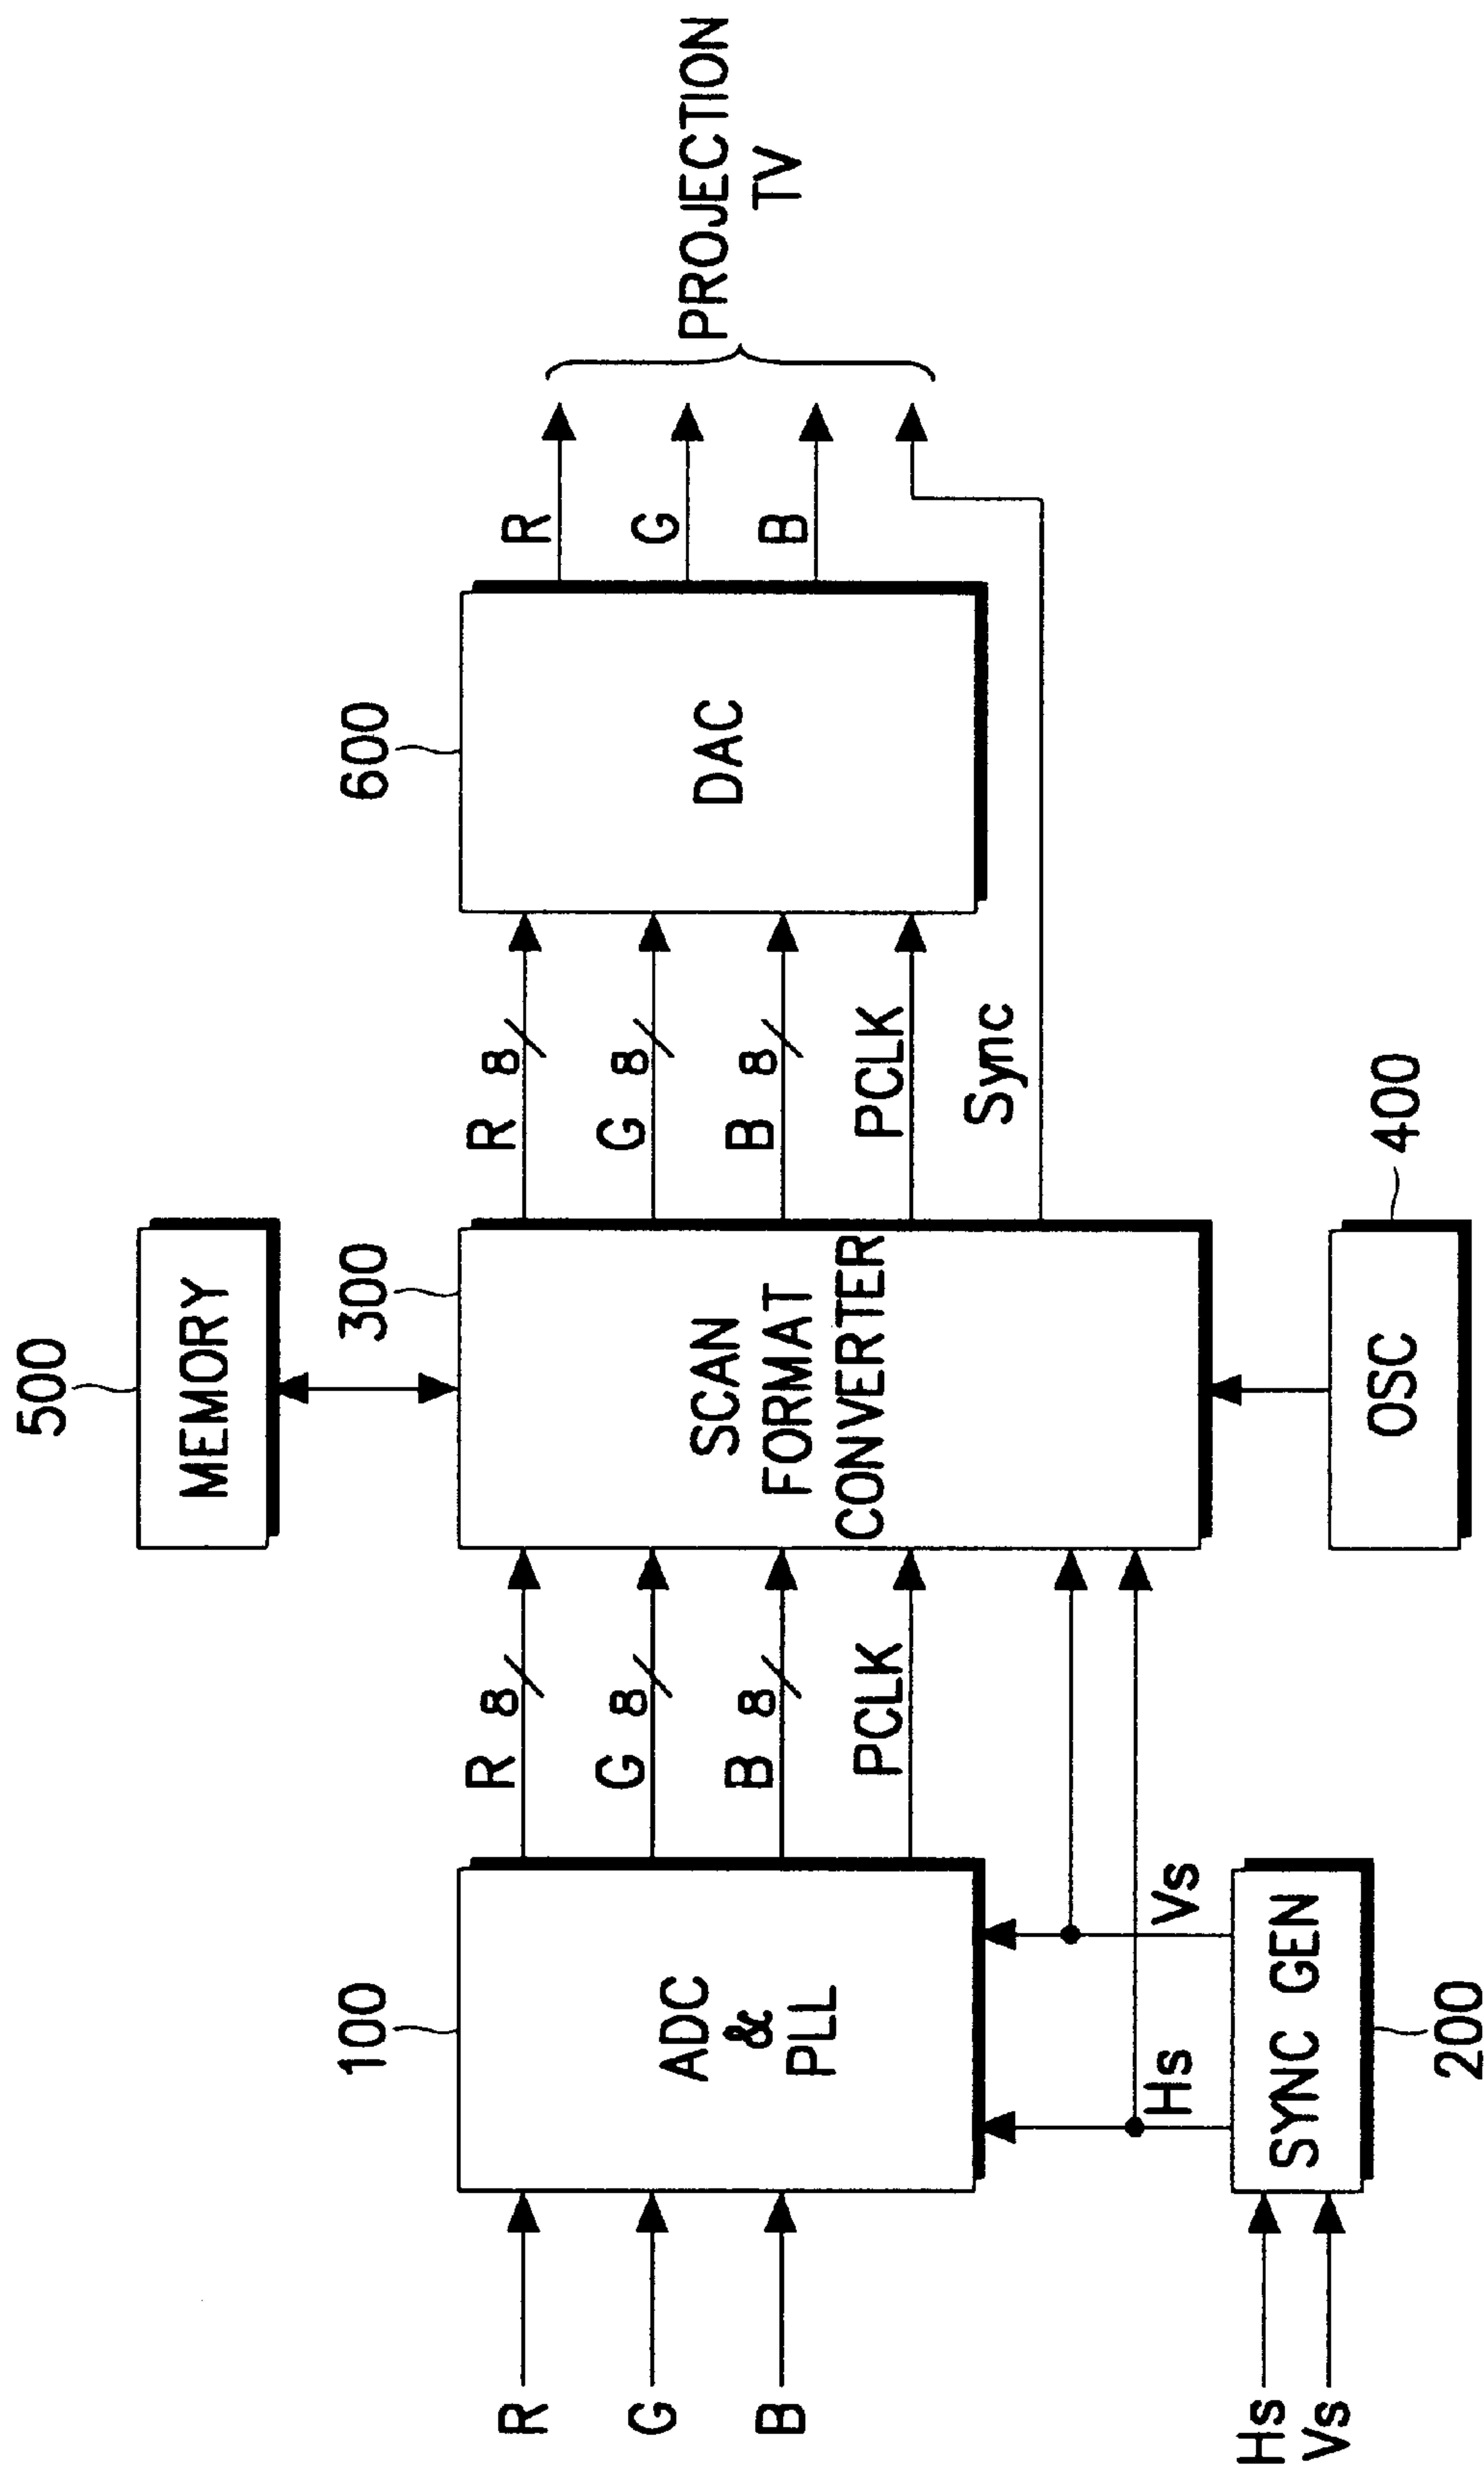 500
MEMORY
100
300
600
R
R 8
R 8
R
G
G 8
G 8
G
B
B 8
B 8
B
ADC
&
PLL
SCAN
FORMAT
CONVERTER
DAC
PROJECTION
TV
PCLK
PCLK
Sync
Hs
Vs
Hs
Vs
SYNC GEN
200
OSC
400